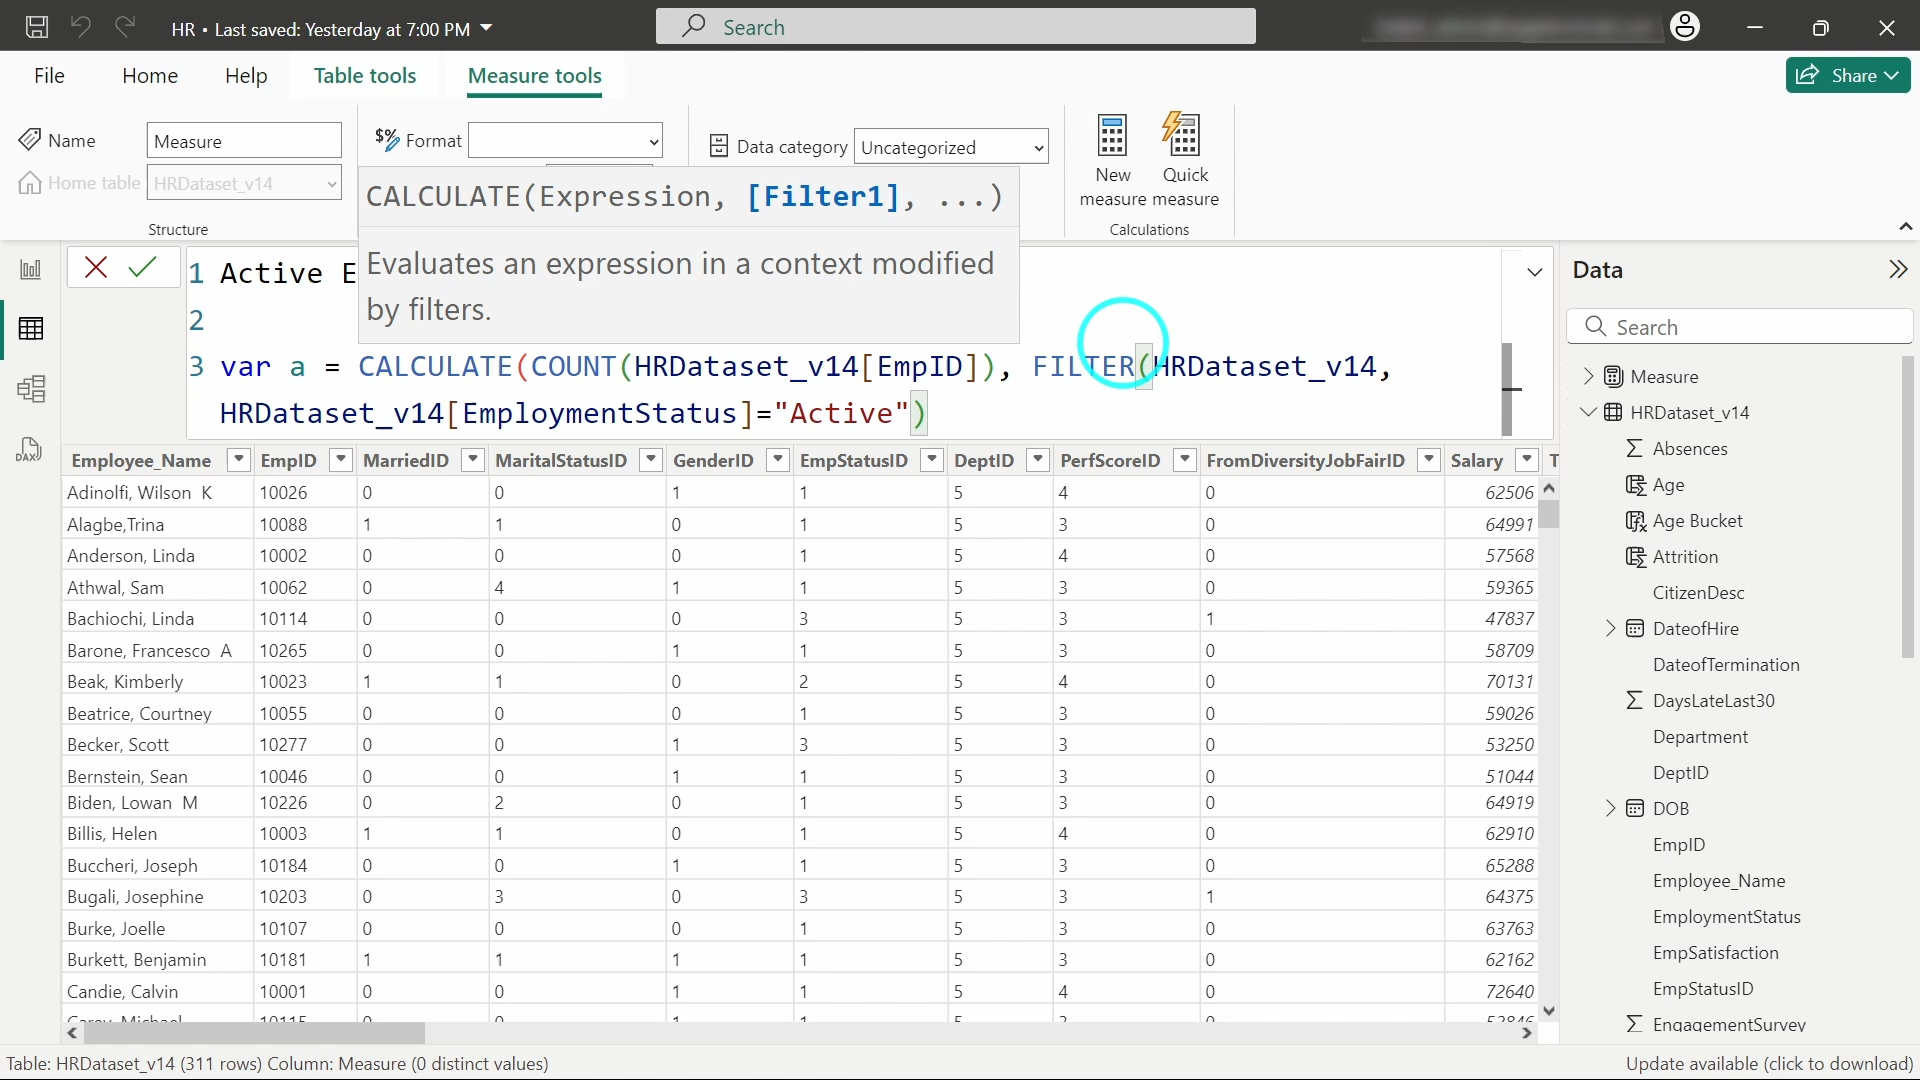 HR • Last saved: Yesterday at 7:00 PM
Search
File
Home
Help
Table tools
Measure tools
Share
Name
Measure
Home table
HRDataset_v14
Structure
Format
Data category
Uncategorized
New measure
Quick measure
Calculations
CALCULATE(Expression, [Filter1], ...)
Evaluates an expression in a context modified
by filters.
1 Active E
2
3 var a = CALCULATE(COUNT(HRDataset_v14[EmpID]), FILTER(HRDataset_v14,
HRDataset_v14[EmploymentStatus]="Active")
Employee_Name EmpID MarriedID MaritalStatusID GenderID EmpStatusID DeptID PerfScoreID FromDiversityJobFairID Salary T
Adinolfi, Wilson K 10026 0 0 1 1 5 4 0 62506
Alagbe,Trina 10088 1 1 0 1 5 3 0 64991
Anderson, Linda 10002 0 0 0 1 5 4 0 57568
Athwal, Sam 10062 0 4 1 1 5 3 0 59365
Bachiochi, Linda 10114 0 0 0 3 5 3 1 47837
Barone, Francesco A 10265 0 0 1 1 5 3 0 58709
Beak, Kimberly 10023 1 1 0 2 5 4 0 70131
Beatrice, Courtney 10055 0 0 0 1 5 3 0 59026
Becker, Scott 10277 0 0 1 3 5 3 0 53250
Bernstein, Sean 10046 0 0 1 1 5 3 0 51044
Biden, Lowan M 10226 0 2 0 1 5 3 0 64919
Billis, Helen 10003 1 1 0 1 5 4 0 62910
Buccheri, Joseph 10184 0 0 1 1 5 3 0 65288
Bugali, Josephine 10203 0 3 0 3 5 3 1 64375
Burke, Joelle 10107 0 0 0 1 5 3 0 63763
Burkett, Benjamin 10181 1 1 1 1 5 3 0 62162
Candie, Calvin 10001 0 0 1 1 5 4 0 72640
Data
Search
Measure
HRDataset_v14
Absences
Age
Age Bucket
Attrition
CitizenDesc
DateofHire
DateofTermination
DaysLateLast30
Department
DeptID
DOB
EmpID
Employee_Name
EmploymentStatus
EmpSatisfaction
EmpStatusID
EngagementSurvey
DAX
Table: HRDataset_v14 (311 rows) Column: Measure (0 distinct values)
Update available (click to download)